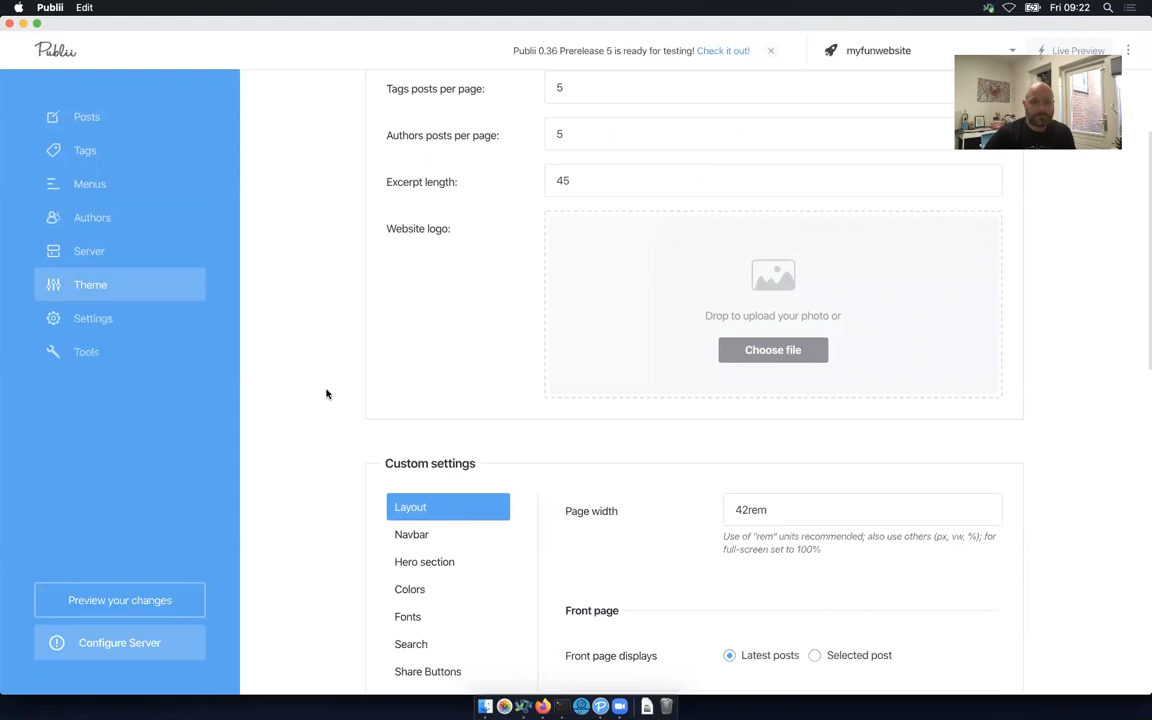 Publii Edit Fri 09:22
Publii
Publii 0.36 Prerelease 5 is ready for testing! Check it out!
myfunwebsite
Live Preview
Posts
Tags
Menus
Authors
Server
Theme
Settings
Tools
Preview your changes
Configure Server
Tags posts per page: 5
Authors posts per page: 5
Excerpt length: 45
Website logo:
Drop to upload your photo or
Choose file
Custom settings
Layout
Navbar
Hero section
Colors
Fonts
Search
Share Buttons
Page width 42rem
Use of "rem" units recommended; also use others (px, vw, %); for
full-screen set to 100%
Front page
Front page displays Latest posts Selected post